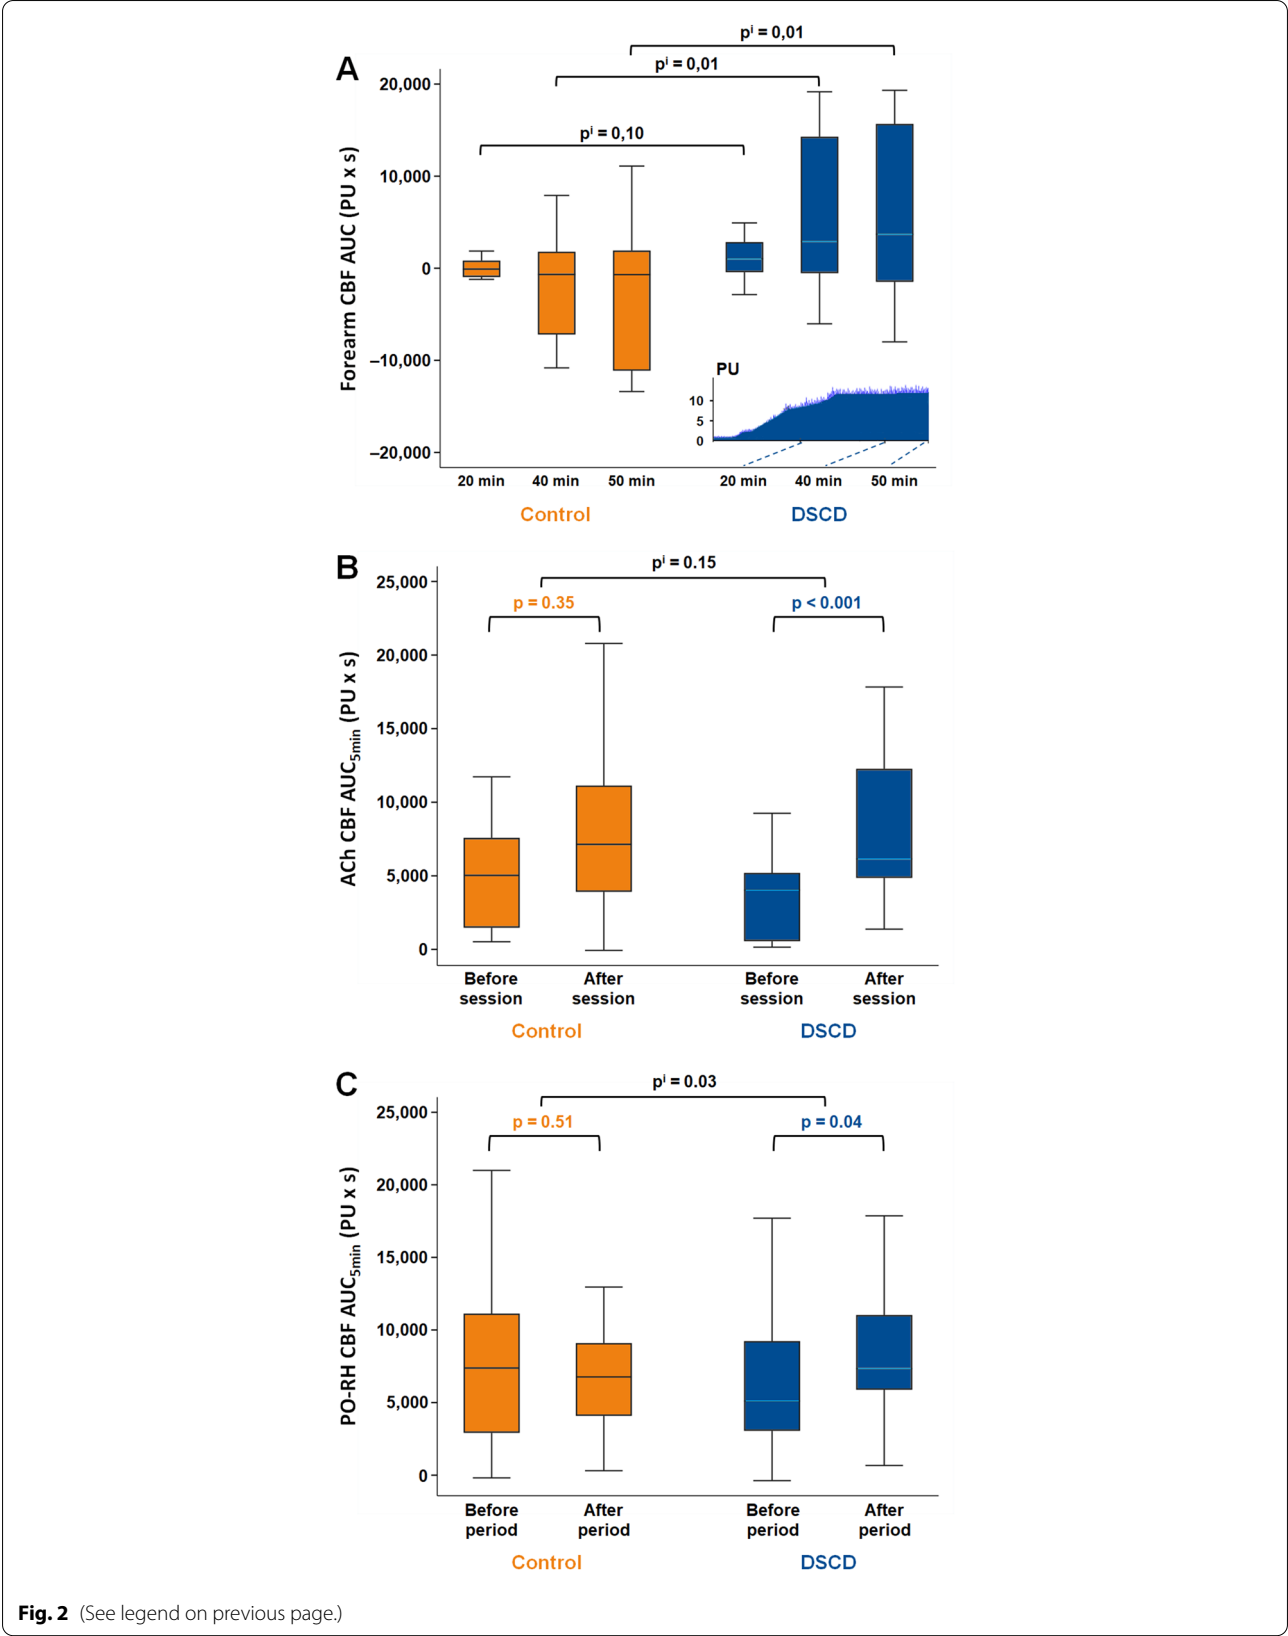 A
pⁱ = 0,01
pⁱ = 0,01
pⁱ = 0,10
Forearm CBF AUC (PU x s)
20,000
10,000
0
–10,000
–20,000
PU
10
5
0
20 min 40 min 50 min 20 min 40 min 50 min
Control DSCD
B
pⁱ = 0.15
p = 0.35 p < 0.001
ACh CBF AUC5min (PU x s)
25,000
20,000
15,000
10,000
5,000
0
Before After Before After
session session session session
Control DSCD
C
pⁱ = 0.03
p = 0.51 p = 0.04
PO-RH CBF AUC5min (PU x s)
25,000
20,000
15,000
10,000
5,000
0
Before After Before After
period period period period
Control DSCD
Fig. 2 (See legend on previous page.)